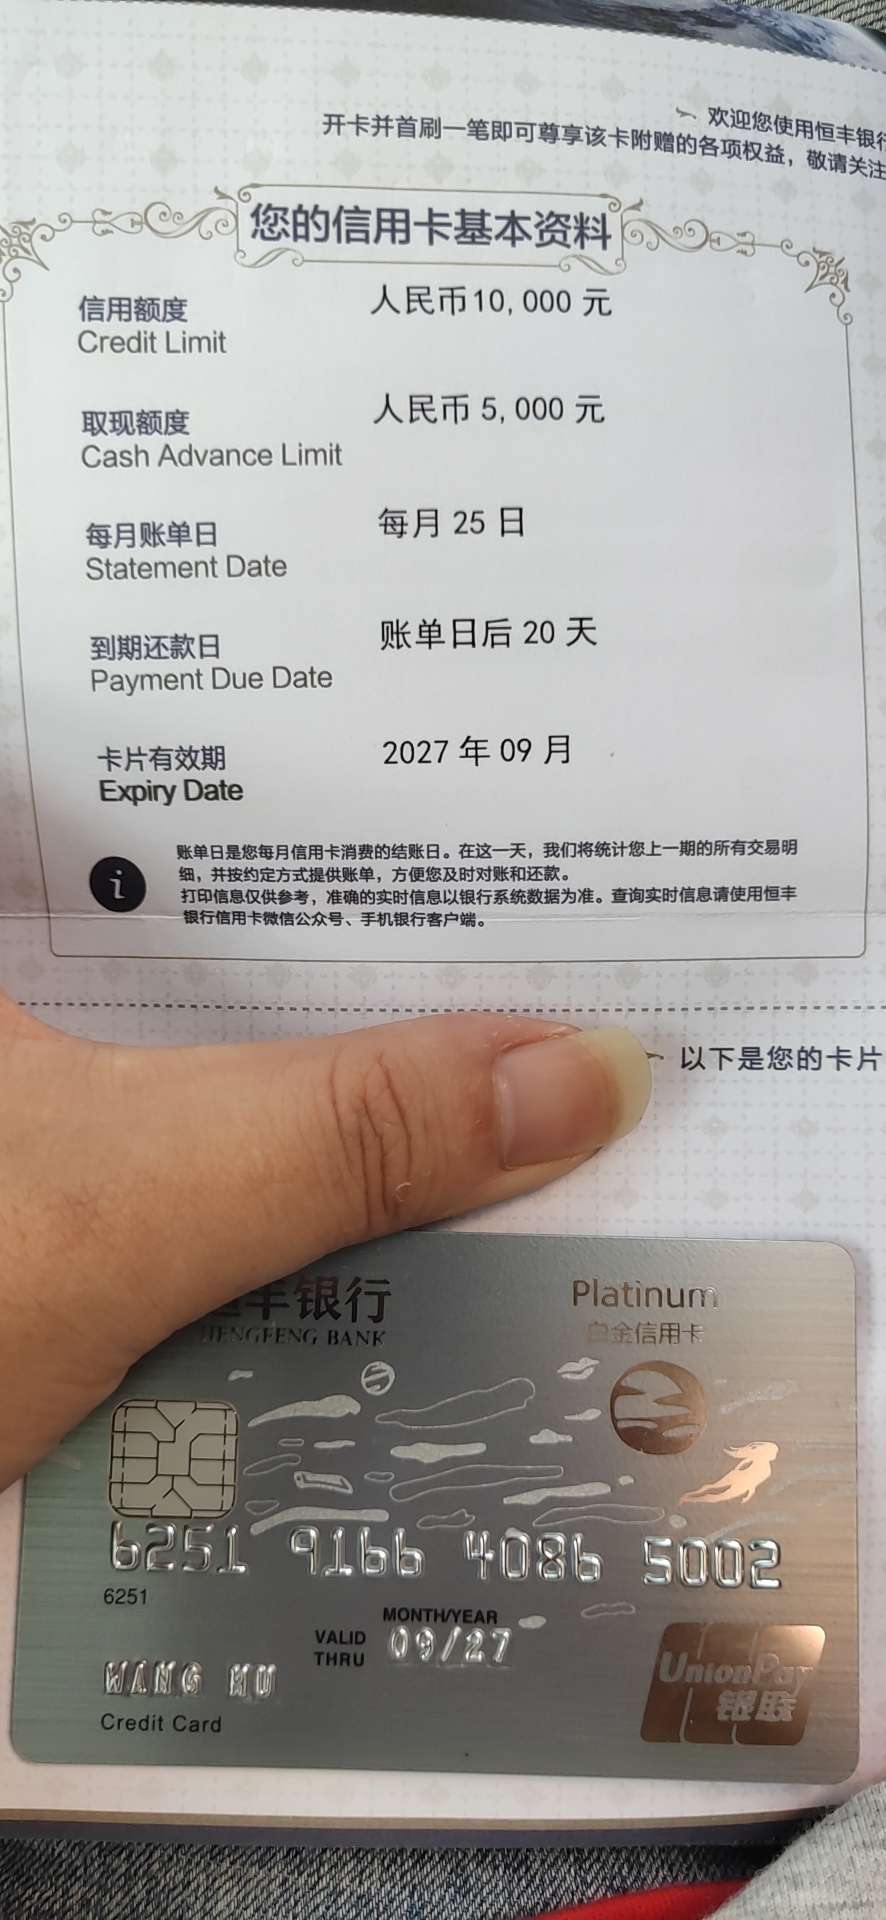 欢迎您使用恒丰银行
开卡并首刷一笔即可尊享该卡附赠的各项权益，敬请关注
您的信用卡基本资料
信用额度 人民币10,000 元
Credit Limit
取现额度 人民币 5,000 元
Cash Advance Limit
每月账单日 每月 25 日
Statement Date
到期还款日 账单日后 20 天
Payment Due Date
卡片有效期 2027 年 09 月
Expiry Date
账单日是您每月信用卡消费的结账日。在这一天，我们将统计您上一期的所有交易明
细，并按约定方式提供账单，方便您及时对账和还款。
打印信息仅供参考，准确的实时信息以银行系统数据为准。查询实时信息请使用恒丰
银行信用卡微信公众号、手机银行客户端。
以下是您的卡片
丰银行 Platinum
HENGFENG BANK 白金信用卡
6251 9166 4086 5002
6251
MONTH/YEAR
VALID THRU 09/27
WANG
Credit Card
UnionPay
银联